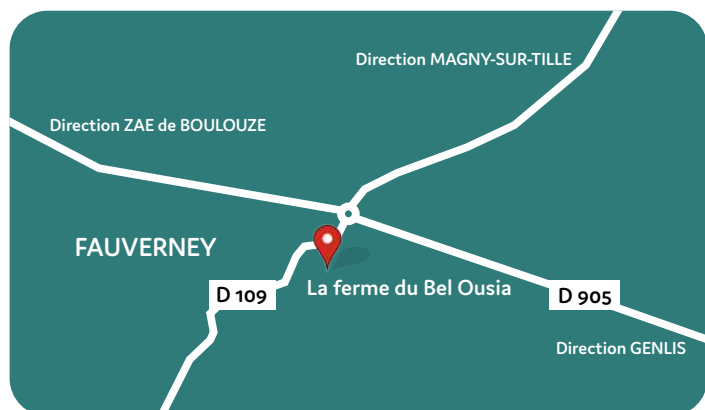 Direction MAGNY-SUR-TILLE
Direction ZAE de BOULOUZE
FAUVERNEY
La ferme du Bel Ousia
D 109
D 905
Direction GENLIS